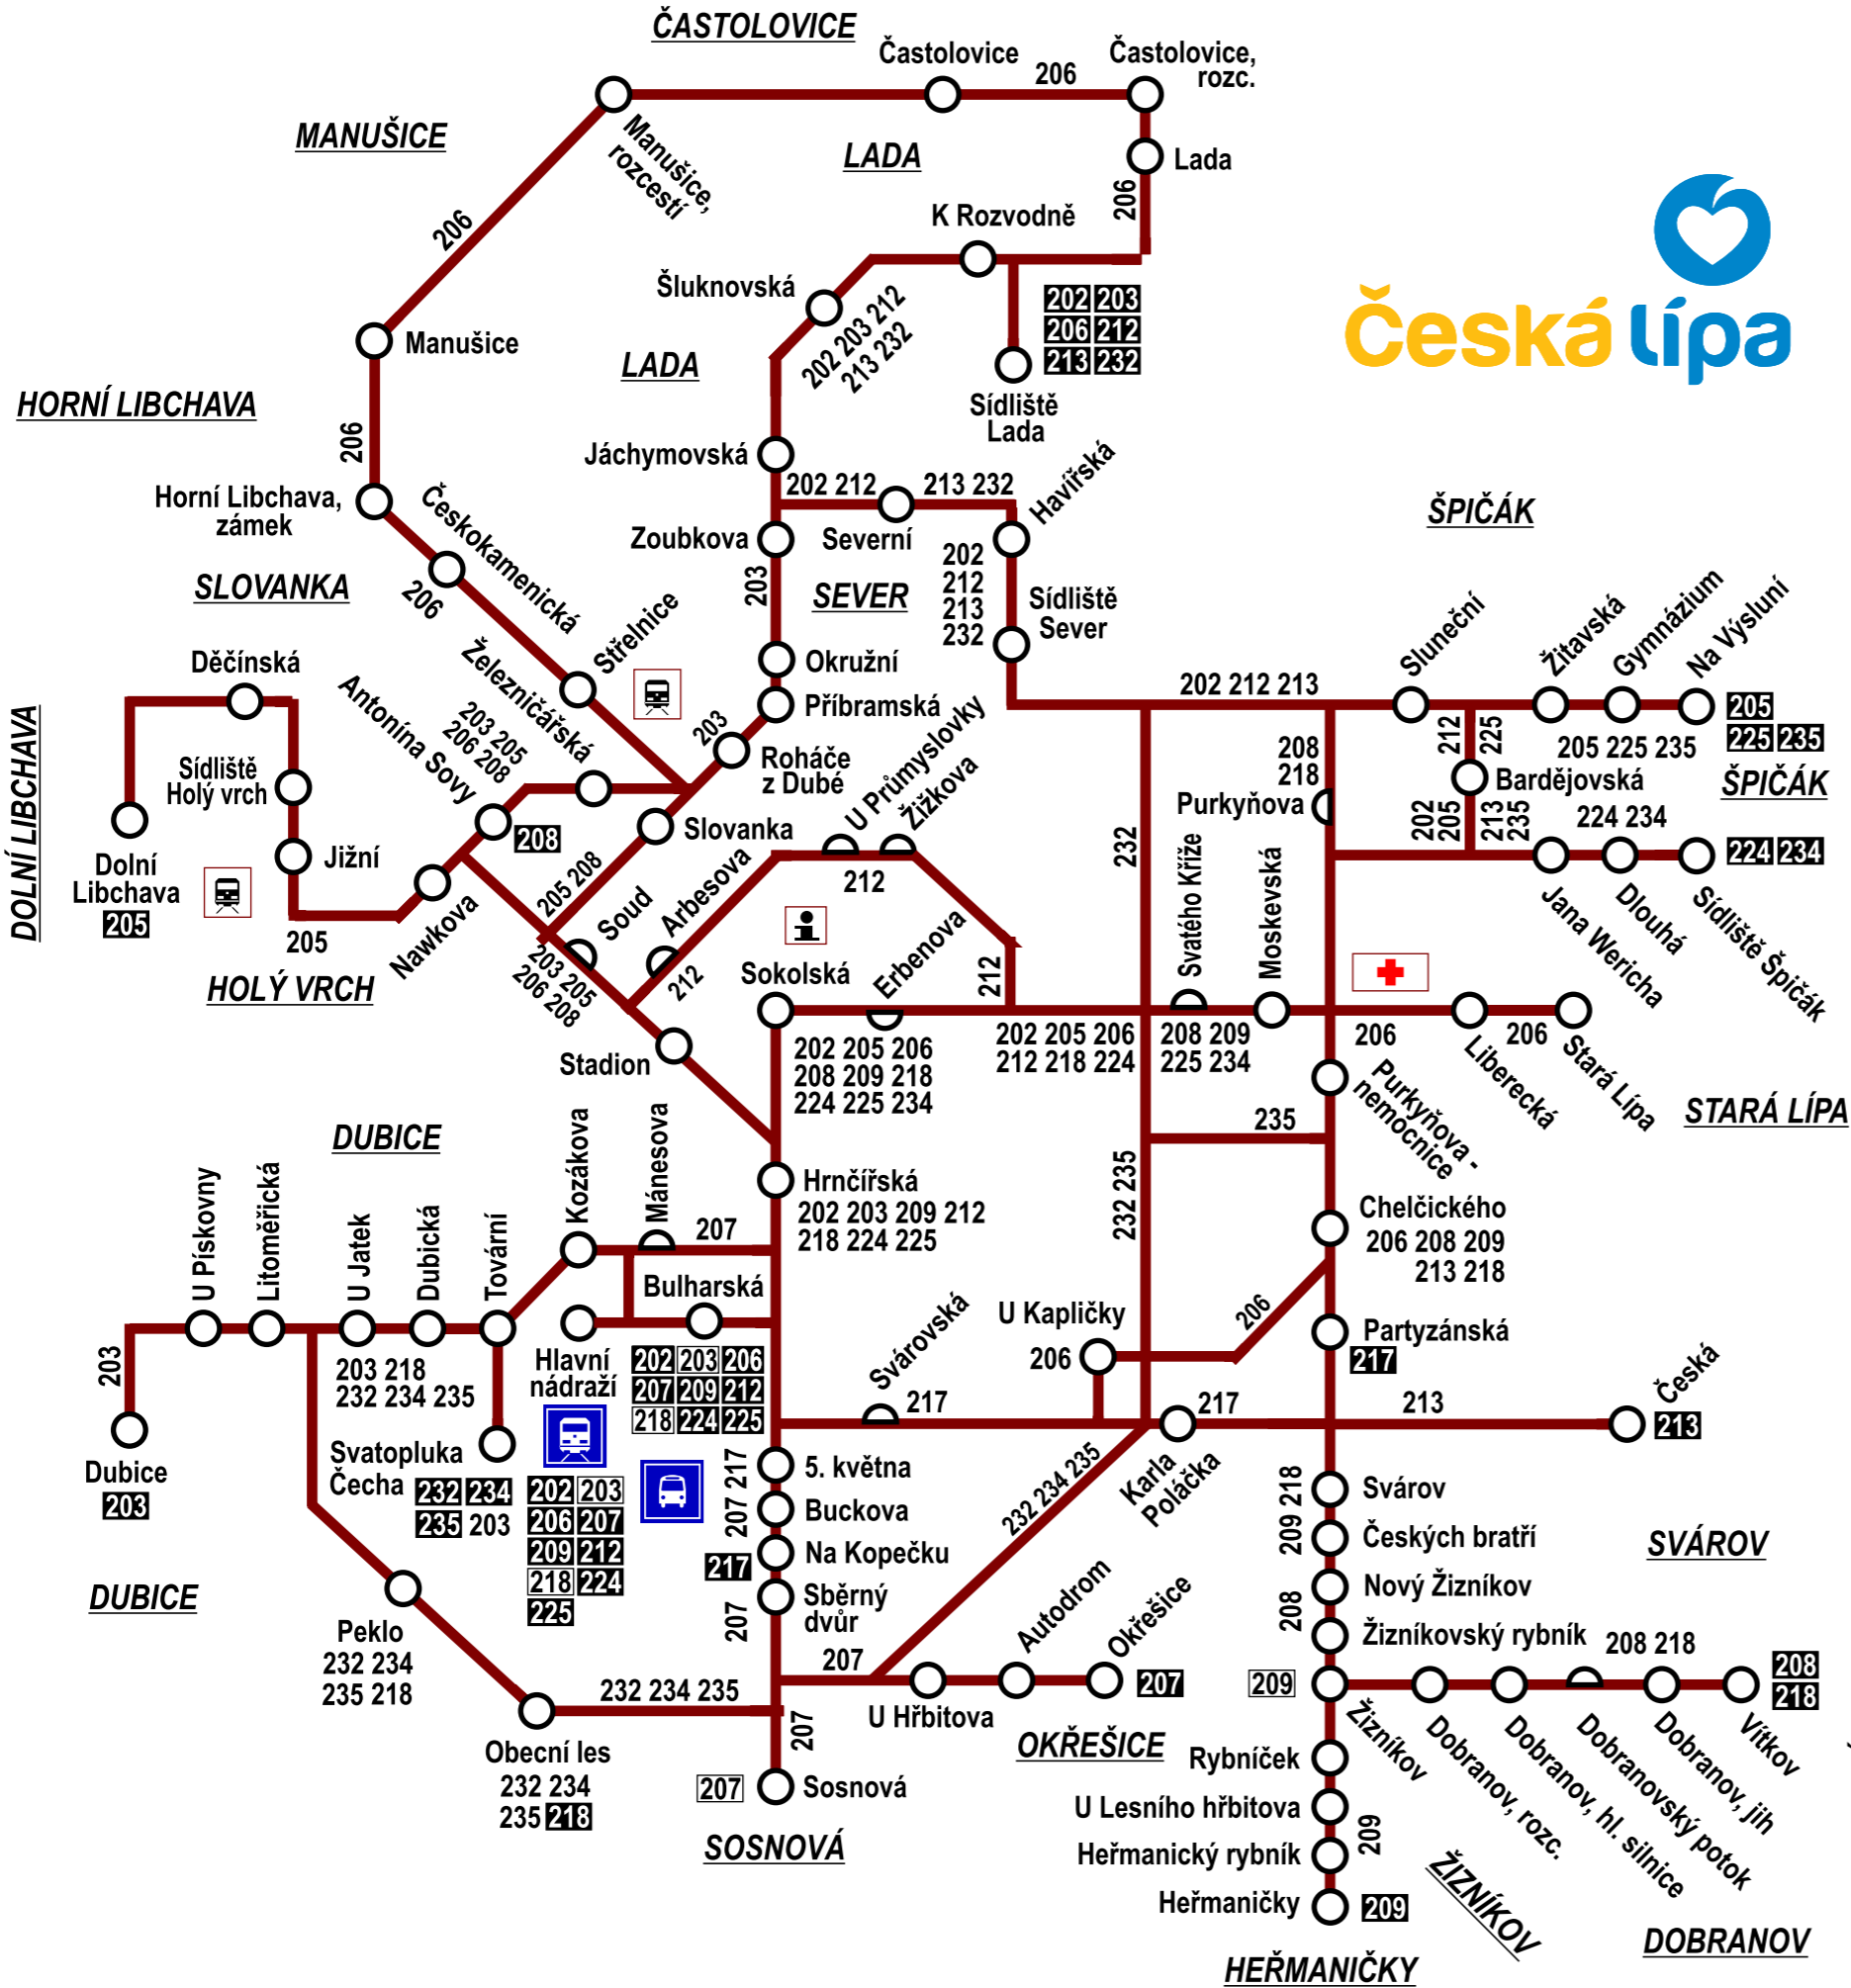 ČASTOLOVICE
Častolovice
206
Častolovice,
rozc.
MANUŠICE
Manušice,
rozcestí
LADA
Lada
206
206
K Rozvodně
Šluknovská
202 203 212
213 232
202 203
206 212
213 232
Sídliště
Lada
Česká lípa
Manušice
LADA
HORNÍ LIBCHAVA
206
Jáchymovská
202 212
213 232
Havířská
Horní Libchava,
zámek
Českokamenická
Zoubkova
Severní
ŠPIČÁK
206
SLOVANKA
203
SEVER
202
212
213
232
Sídliště
Sever
Střelnice
Železničářská
Děčínská
Antonína Sovy
203 205
206 208
Okružní
Příbramská
203
Roháče
z Dubé
202 212 213
Sluneční
Žitavská
Gymnázium
Na Výsluní
205
225 235
205 225 235
212
225
208
218
Bardějovská
ŠPIČÁK
DOLNÍ LIBCHAVA
Sídliště
Holý vrch
208
Slovanka
U Průmyslovky
Žižkova
Purkyňova
202
205
213
235
224 234
224 234
232
Dolní
Libchava
205
Jižní
205
Nawkova
HOLÝ VRCH
205 208
Soud
Arbesova
212
212
203 205
206 208
Sokolská
Erbenova
212
Svatého Kříže
Moskevská
Jana Wericha
Dlouhá
Sídliště Špičák
Stadion
202 205 206
208 209 218
224 225 234
202 205 206
212 218 224
208 209
225 234
206
Liberecká
206
Stará Lípa
Purkyňova -
nemocnice
STARÁ LÍPA
235
232 235
DUBICE
Kozákova
Mánesova
207
Hrnčířská
202 203 209 212
218 224 225
Chelčického
206 208 209
213 218
U Pískovny
Litoměřická
U Jatek
Dubická
Tovární
Bulharská
Svárovská
U Kapličky
206
206
Partyzánská
217
203
203 218
232 234 235
Hlavní
nádraží
202 203 206
207 209 212
218 224 225
217
217
213
Česká
213
Dubice
203
Svatopluka
Čecha
232 234
235 203
202 203
206 207
209 212
218 224
225
207 217
5. května
Buckova
217
Na Kopečku
207
Sběrný
dvůr
232 234 235
Karla
Poláčka
209 218
Svárov
Českých bratří
SVÁROV
208
Nový Žizníkov
Žizníkovský rybník
DUBICE
Peklo
232 234
235 218
232 234 235
Obecní les
232 234
235 218
207
U Hřbitova
Autodrom
Okřešice
207
OKŘEŠICE
207
207
Sosnová
SOSNOVÁ
209
Žizníkov
208 218
Dobranov, rozc.
Dobranov, hl. silnice
Dobranovský potok
Dobranov, jih
Vítkov
208
218
Rybníček
U Lesního hřbitova
Heřmanický rybník
209
Heřmaničky
209
ŽIZNÍKOV
DOBRANOV
HEŘMANIČKY